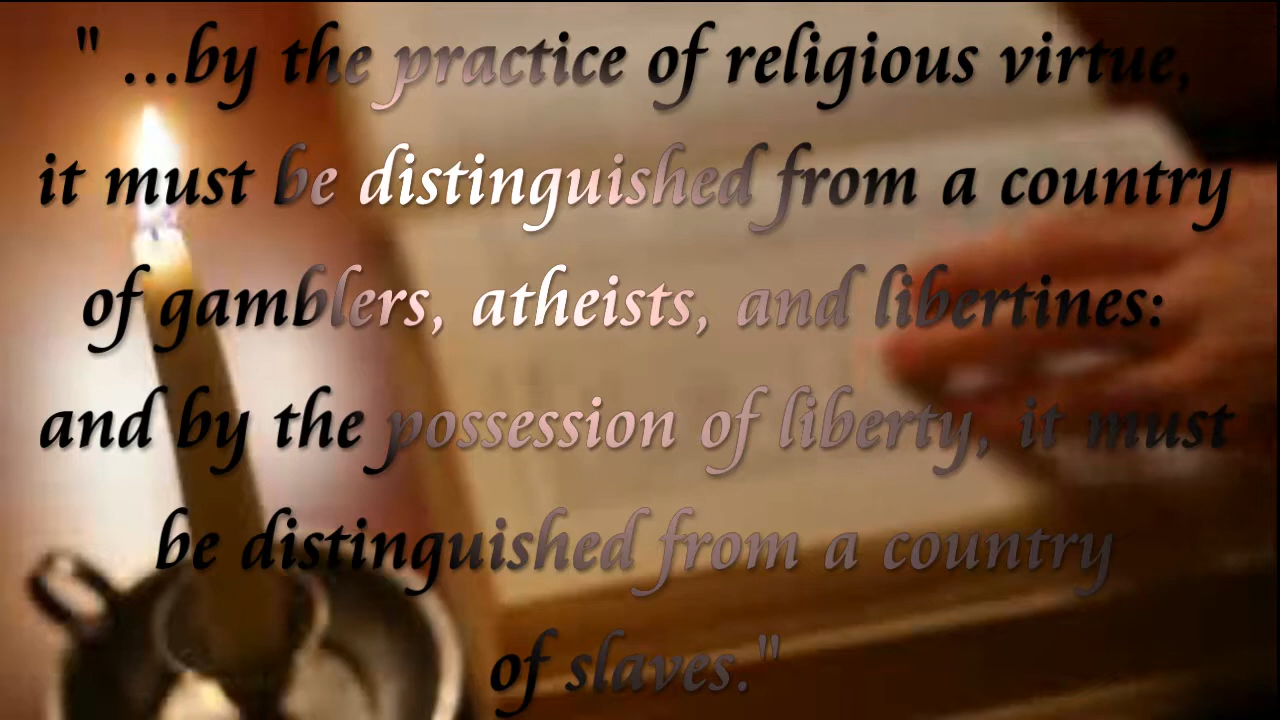 " ...by the practice of religious virtue,
it must be distinguished from a country
of gamblers, atheists, and libertines:
and by the possession of liberty, it must
be distinguished from a country
of slaves."